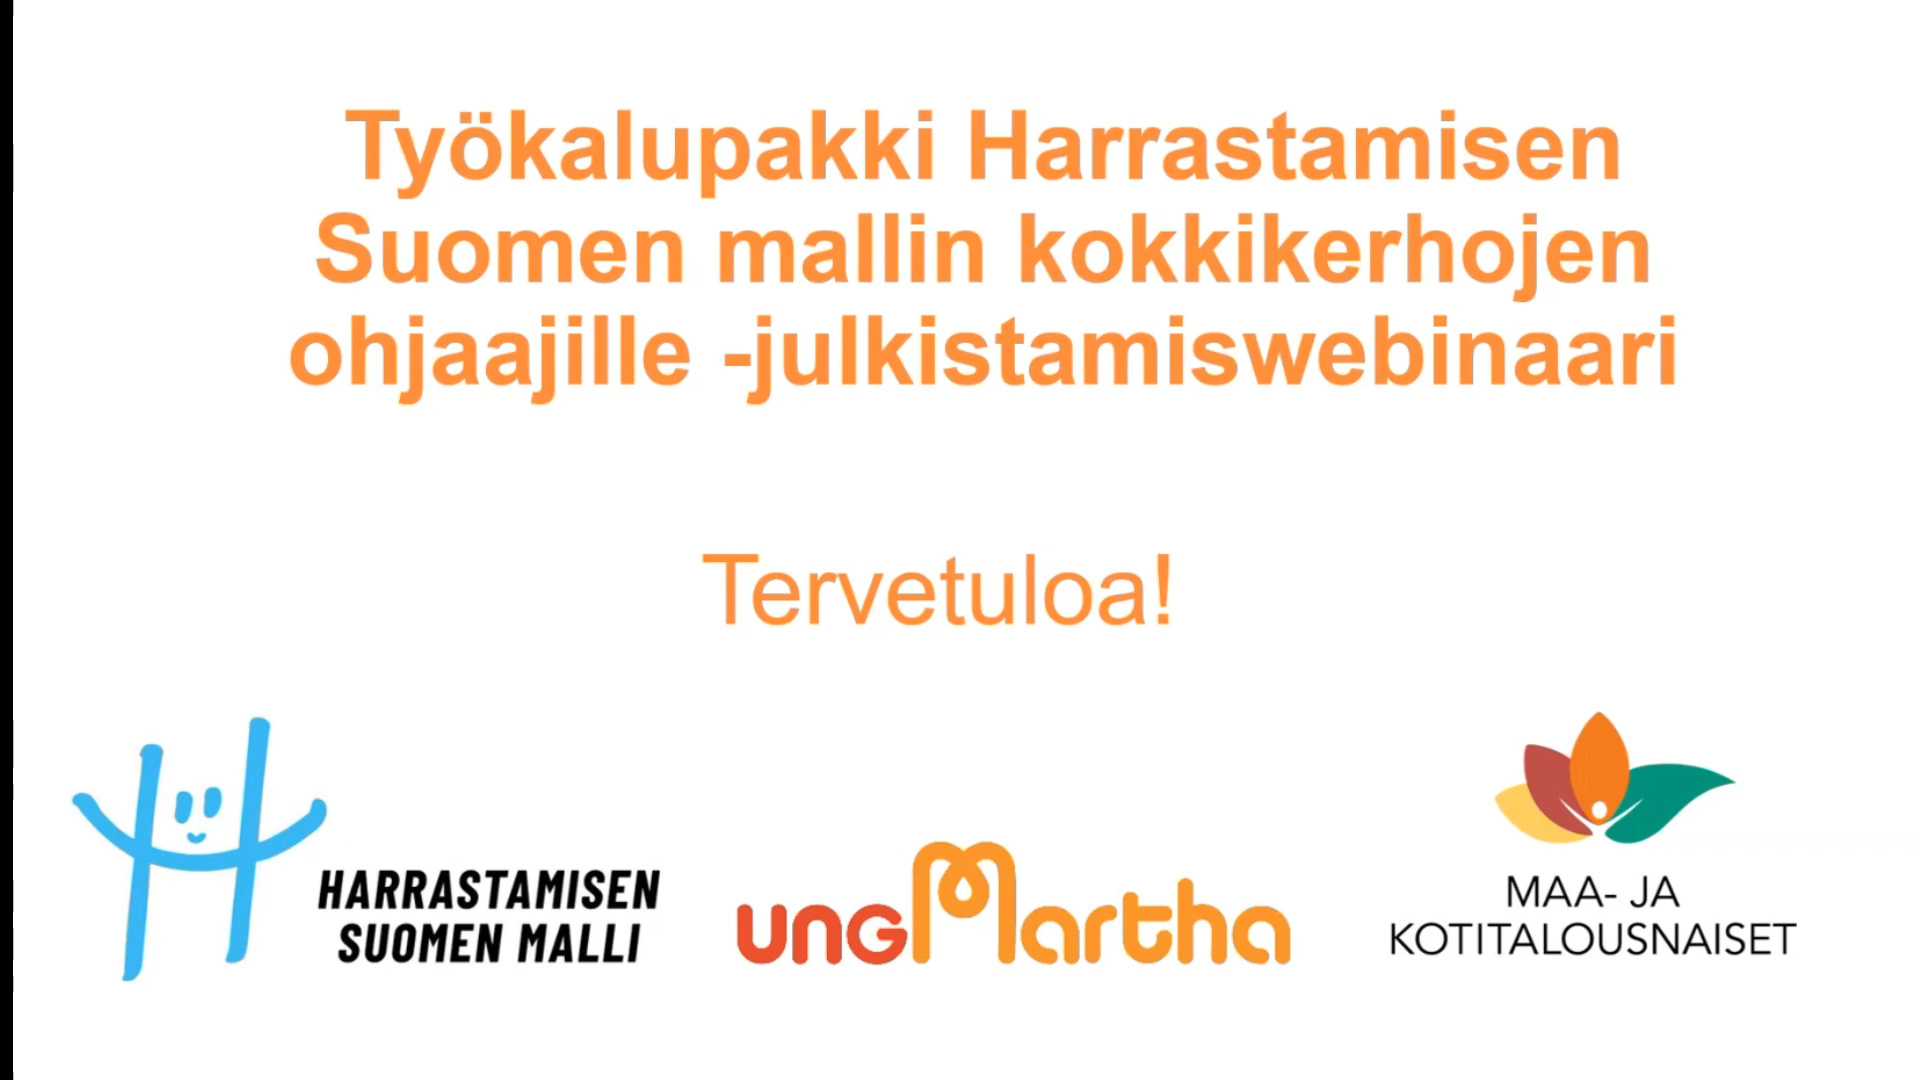 Työkalupakki Harrastamisen
Suomen mallin kokkikerhojen
ohjaajille -julkistamiswebinaari
Tervetuloa!
HARRASTAMISEN
SUOMEN MALLI
ungMartha
MAA- JA
KOTITALOUSNAISET